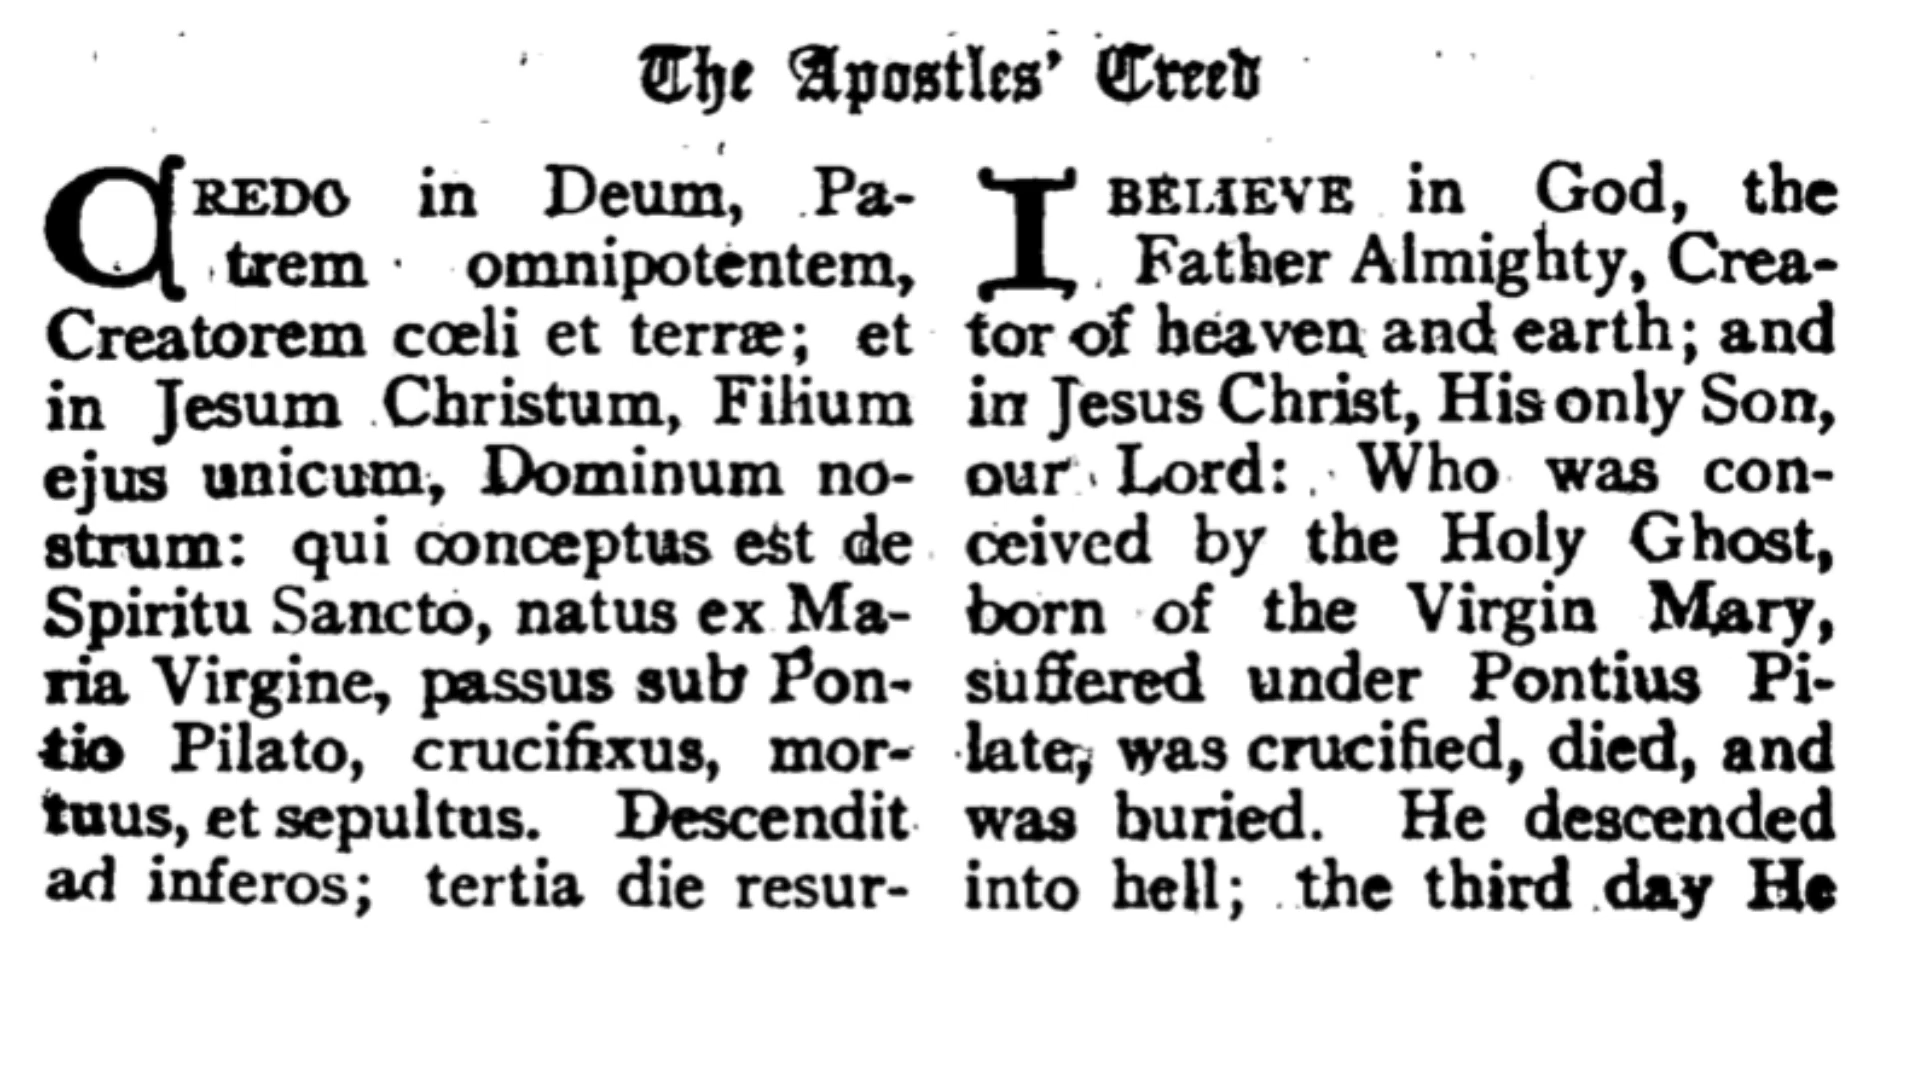 The Apostles' Creed
CREDO in Deum, Pa-
trem omnipotentem,
Creatorem cœli et terræ; et
in Jesum Christum, Filium
ejus unicum, Dominum no-
strum: qui conceptus est de
Spiritu Sancto, natus ex Ma-
ria Virgine, passus sub Pon-
tio Pilato, crucifixus, mor-
tuus, et sepultus. Descendit
ad inferos; tertia die resur-
I BELIEVE in God, the
Father Almighty, Crea-
tor of heaven and earth; and
in Jesus Christ, His only Son,
our Lord: Who was con-
ceived by the Holy Ghost,
born of the Virgin Mary,
suffered under Pontius Pi-
late, was crucified, died, and
was buried. He descended
into hell; the third day He